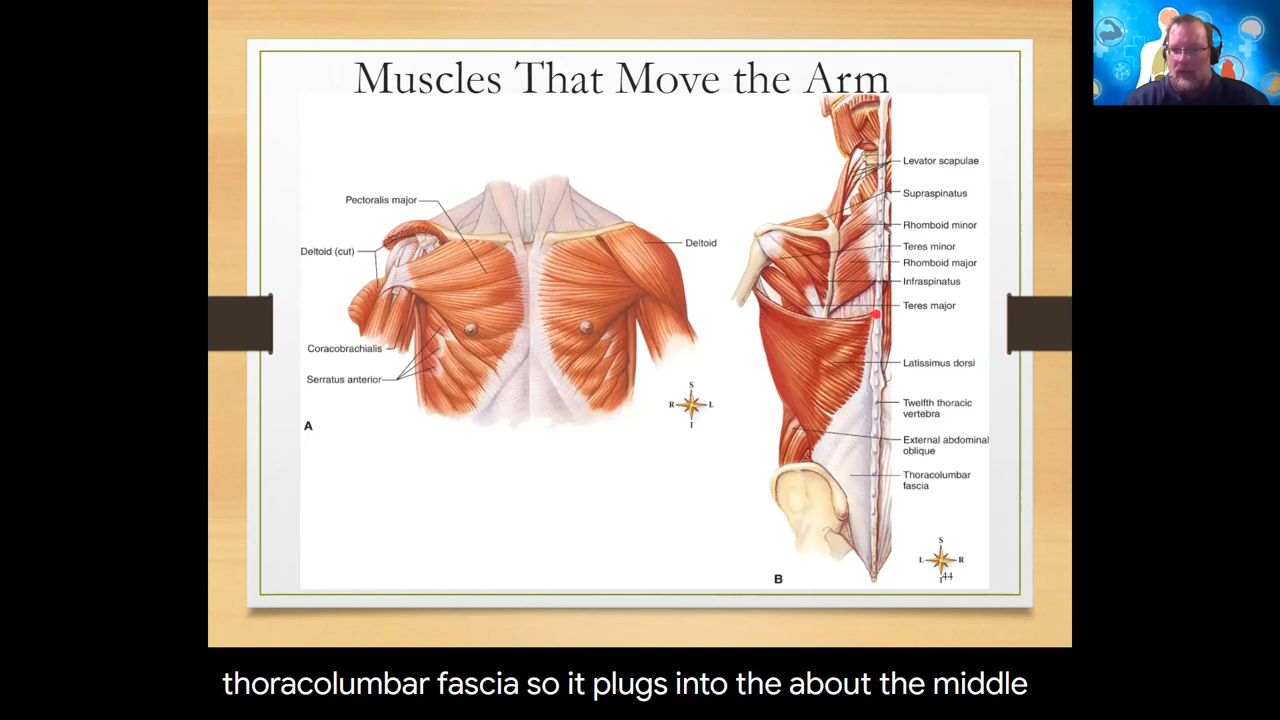 Muscles That Move the Arm
Pectoralis major
Deltoid (cut)
Deltoid
Coracobrachialis
Serratus anterior
S
R
L
I
A
Levator scapulae
Supraspinatus
Rhomboid minor
Teres minor
Rhomboid major
Infraspinatus
Teres major
Latissimus dorsi
Twelfth thoracic
vertebra
External abdominal
oblique
Thoracolumbar
fascia
S
L
R
I
44
B
thoracolumbar fascia so it plugs into the about the middle